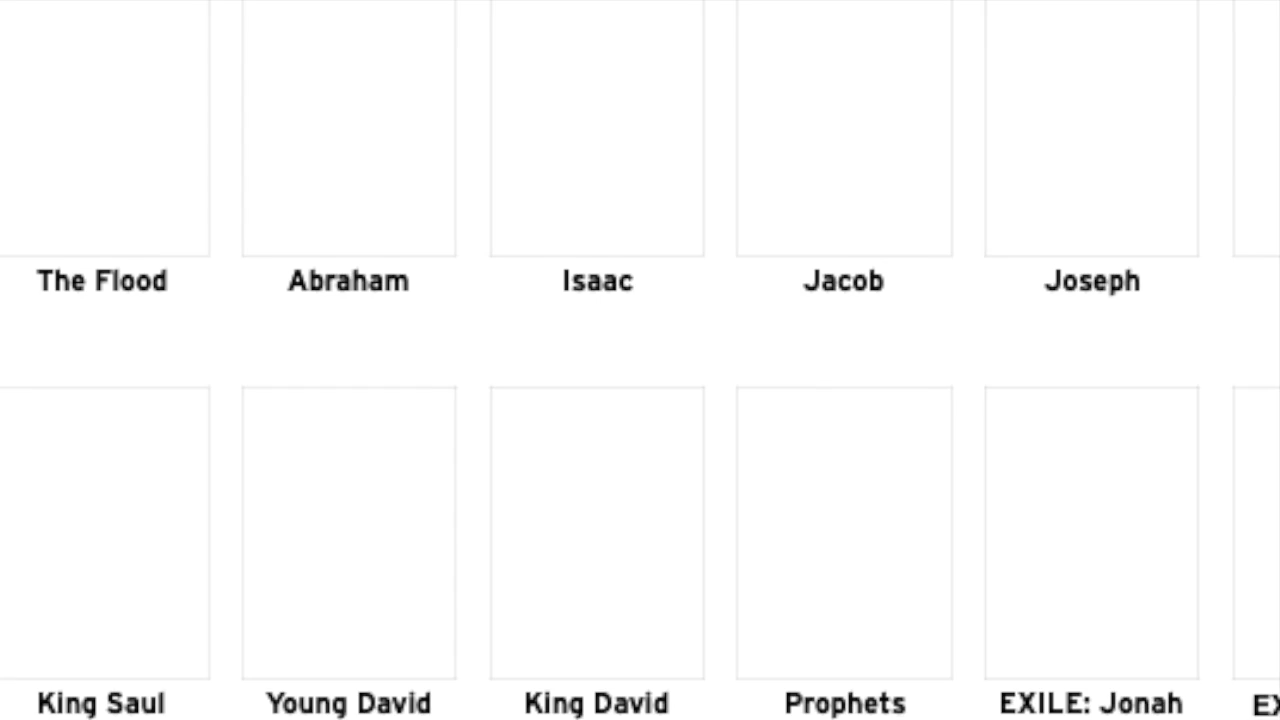 The Flood Abraham Isaac Jacob Joseph
King Saul Young David King David Prophets EXILE: Jonah